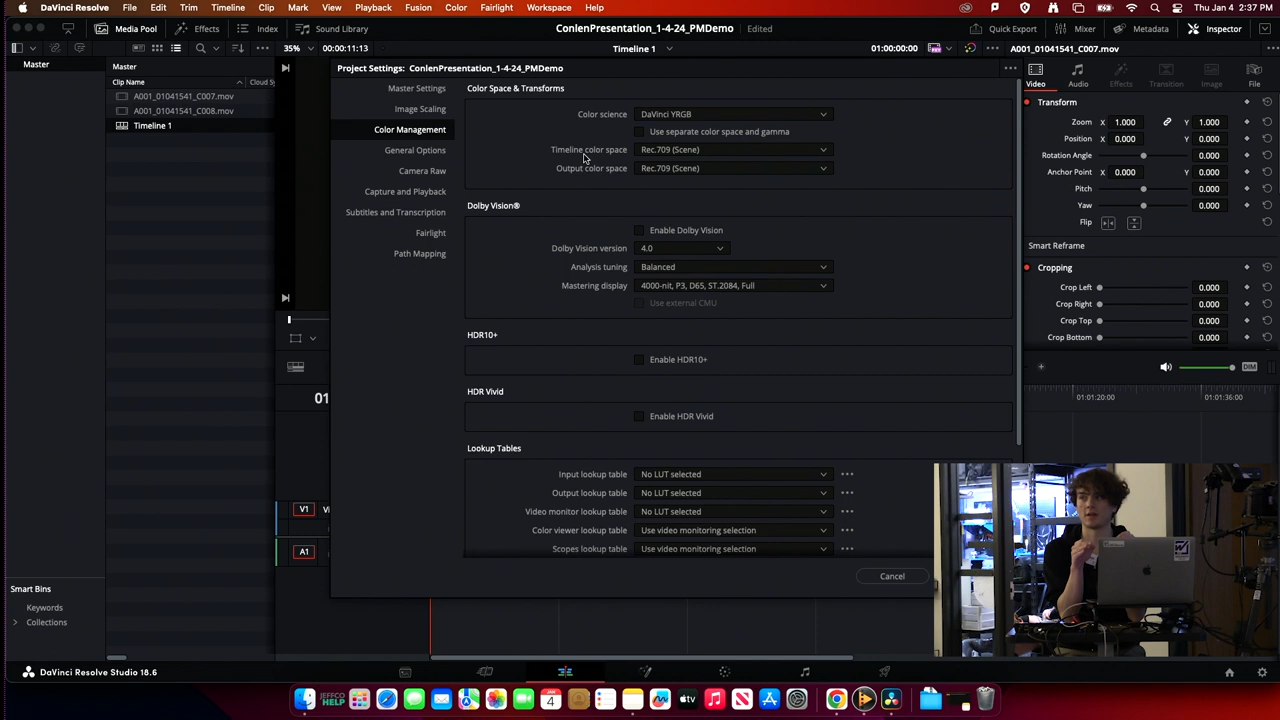 DaVinci Resolve File Edit Trim Timeline Clip Mark View Playback Fusion Color Fairlight Workspace Help Thu Jan 4 2:37 PM
Media Pool Effects Index Sound Library ConlenPresentation_1-4-24_PMDemo Edited Quick Export Mixer Metadata Inspector
35% 00:00:11:13 Timeline 1 01:00:00:00 A001_01041541_C007.mov
Master Master
Clip Name Cloud Sy
A001_01041541_C007.mov
A001_01041541_C008.mov
Timeline 1
Project Settings: ConlenPresentation_1-4-24_PMDemo
Master Settings
Image Scaling
Color Management
General Options
Camera Raw
Capture and Playback
Subtitles and Transcription
Fairlight
Path Mapping
Color Space & Transforms
Color science DaVinci YRGB
Use separate color space and gamma
Timeline color space Rec.709 (Scene)
Output color space Rec.709 (Scene)
Dolby Vision®
Enable Dolby Vision
Dolby Vision version 4.0
Analysis tuning Balanced
Mastering display 4000-nit, P3, D65, ST.2084, Full
Use external CMU
HDR10+
Enable HDR10+
HDR Vivid
Enable HDR Vivid
Lookup Tables
Input lookup table No LUT selected
Output lookup table No LUT selected
Video monitor lookup table No LUT selected
Color viewer lookup table Use video monitoring selection
Scopes lookup table Use video monitoring selection
Cancel
Video Audio Effects Transition Image File
Transform
Zoom X 1.000 Y 1.000
Position X 0.000 Y 0.000
Rotation Angle 0.000
Anchor Point X 0.000 Y 0.000
Pitch 0.000
Yaw 0.000
Flip
Smart Reframe
Cropping
Crop Left 0.000
Crop Right 0.000
Crop Top 0.000
Crop Bottom 0.000
DIM
01:01:20:00 01:01:36:00
01
V1 Vi
A1
Smart Bins
Keywords
Collections
DaVinci Resolve Studio 18.6
JEFFCO
HELP
JAN
4
tv